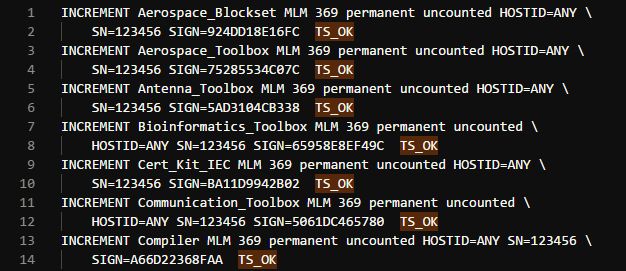 1 INCREMENT Aerospace_Blockset MLM 369 permanent uncounted HOSTID=ANY \
2 SN=123456 SIGN=924DD18E16FC TS_OK
3 INCREMENT Aerospace_Toolbox MLM 369 permanent uncounted HOSTID=ANY \
4 SN=123456 SIGN=75285534C07C TS_OK
5 INCREMENT Antenna_Toolbox MLM 369 permanent uncounted HOSTID=ANY \
6 SN=123456 SIGN=5AD3104CB338 TS_OK
7 INCREMENT Bioinformatics_Toolbox MLM 369 permanent uncounted \
8 HOSTID=ANY SN=123456 SIGN=65958E8EF49C TS_OK
9 INCREMENT Cert_Kit_IEC MLM 369 permanent uncounted HOSTID=ANY \
10 SN=123456 SIGN=BA11D9942B02 TS_OK
11 INCREMENT Communication_Toolbox MLM 369 permanent uncounted \
12 HOSTID=ANY SN=123456 SIGN=5061DC465780 TS_OK
13 INCREMENT Compiler MLM 369 permanent uncounted HOSTID=ANY SN=123456 \
14 SIGN=A66D22368FAA TS_OK